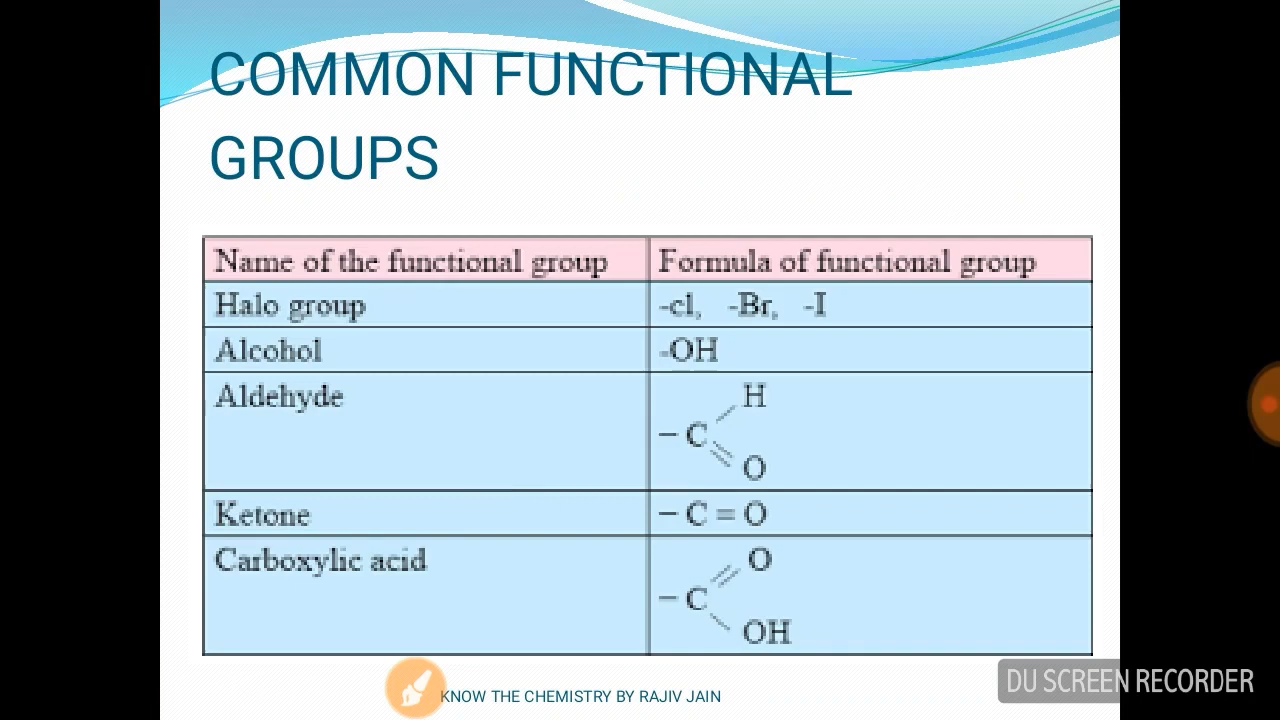 COMMON FUNCTIONAL
GROUPS
Name of the functional group Formula of functional group
Halo group -cl, -Br, -I
Alcohol -OH
Aldehyde H
– C
O
Ketone – C = O
Carboxylic acid O
– C
OH
KNOW THE CHEMISTRY BY RAJIV JAIN
DU SCREEN RECORDER